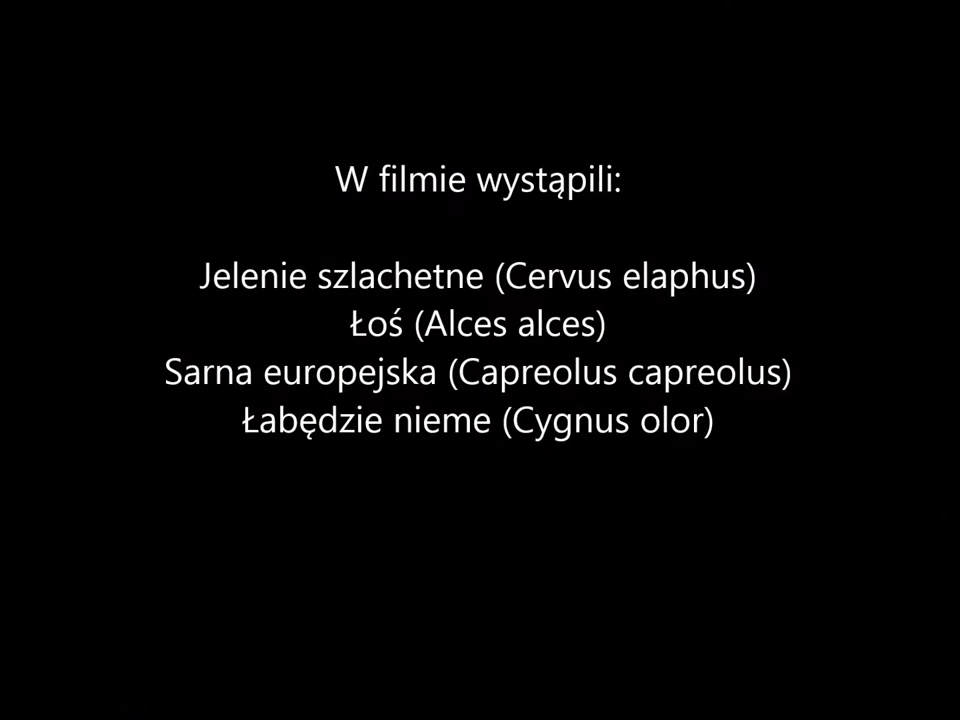 W filmie wystąpili:
Jelenie szlachetne (Cervus elaphus)
Łoś (Alces alces)
Sarna europejska (Capreolus capreolus)
Łabędzie nieme (Cygnus olor)